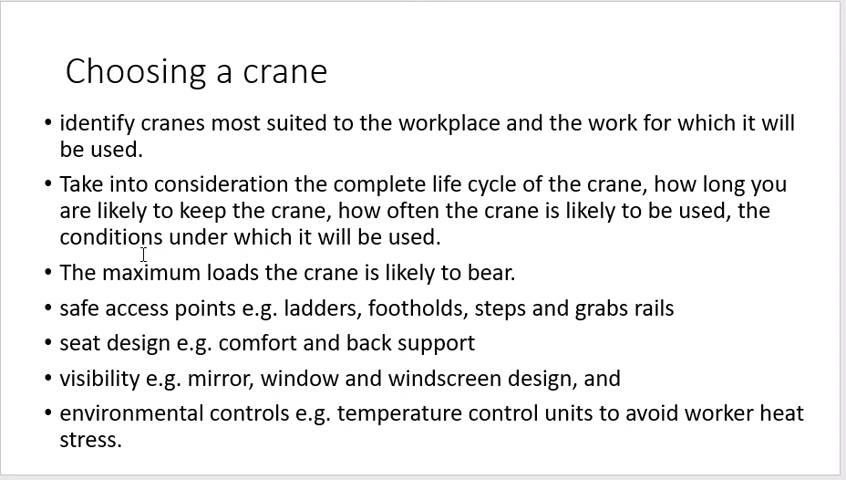 Choosing a crane
• identify cranes most suited to the workplace and the work for which it will
be used.
• Take into consideration the complete life cycle of the crane, how long you
are likely to keep the crane, how often the crane is likely to be used, the
conditions under which it will be used.
• The maximum loads the crane is likely to bear.
• safe access points e.g. ladders, footholds, steps and grabs rails
• seat design e.g. comfort and back support
• visibility e.g. mirror, window and windscreen design, and
• environmental controls e.g. temperature control units to avoid worker heat
stress.